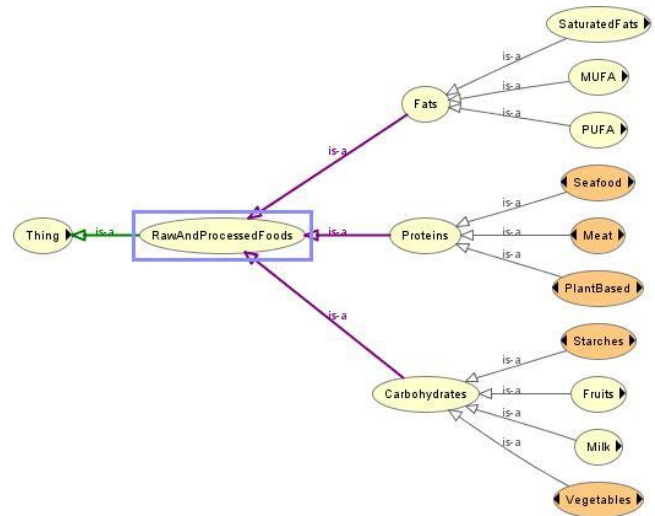 SaturatedFats
is-a
MUFA
is-a
Fats
is-a
PUFA
is-a
Seafood
is-a
Thing
is-a
RawAndProcessedFoods
is-a
Proteins
is-a
Meat
is-a
PlantBased
is-a
Starches
is-a
Carbohydrates
is-a
Fruits
is-a
Milk
is-a
Vegetables